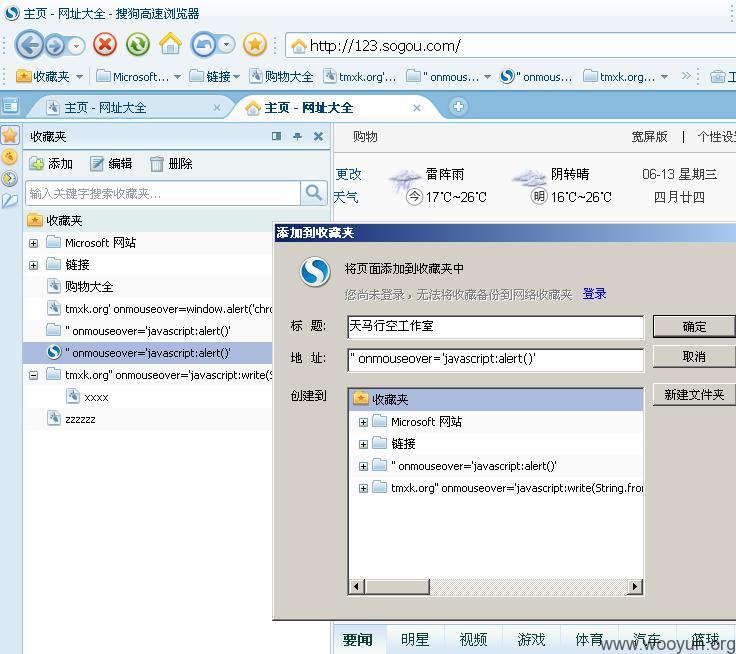 主页 - 网址大全 - 搜狗高速浏览器
http://123.sogou.com/
收藏夹 Microsoft... 链接 购物大全 tmxk.org'... " onmous... " onmous... tmxk.org... » 工
主页 - 网址大全 × 主页 - 网址大全 ×
收藏夹
添加 编辑 删除
输入关键字搜索收藏夹...
收藏夹
Microsoft 网站
链接
购物大全
tmxk.org' onmouseover=window.alert('chro
" onmouseover='javascript:alert()'
" onmouseover='javascript:alert()'
tmxk.org" onmouseover='javascript:write(S
xxxx
zzzzzz
购物 宽屏版 | 个性设
更改 雷阵雨 阴转晴 06-13 星期三
天气 今 17℃~26℃ 明 16℃~26℃ 四月廿四
添加到收藏夹
将页面添加到收藏夹中
您尚未登录，无法将收藏备份到网络收藏夹 登录
标 题: 天马行空工作室 确定
地 址: " onmouseover='javascript:alert()' 取消
创建到 新建文件夹
收藏夹
Microsoft 网站
链接
" onmouseover='javascript:alert()'
tmxk.org" onmouseover='javascript:write(String.fron
要闻 明星 视频 游戏 体育 汽车 篮球
www.wooyun.org